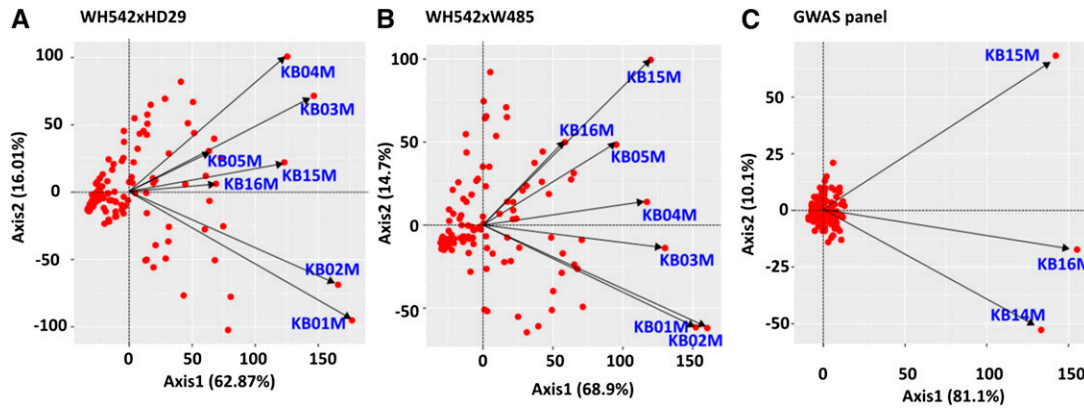 A WH542xHD29
Axis2 (16.01%)
100
50
0
-50
-100
KB04M
KB03M
KB05M
KB15M
KB16M
KB02M
KB01M
0 50 100 150
Axis1 (62.87%)
B WH542xW485
Axis2 (14.7%)
100
50
0
-50
KB15M
KB16M
KB05M
KB04M
KB03M
KB01M
KB02M
0 50 100 150
Axis1 (68.9%)
C GWAS panel
Axis2 (10.1%)
50
25
0
-25
-50
KB15M
KB16M
KB14M
0 50 100 150
Axis1 (81.1%)